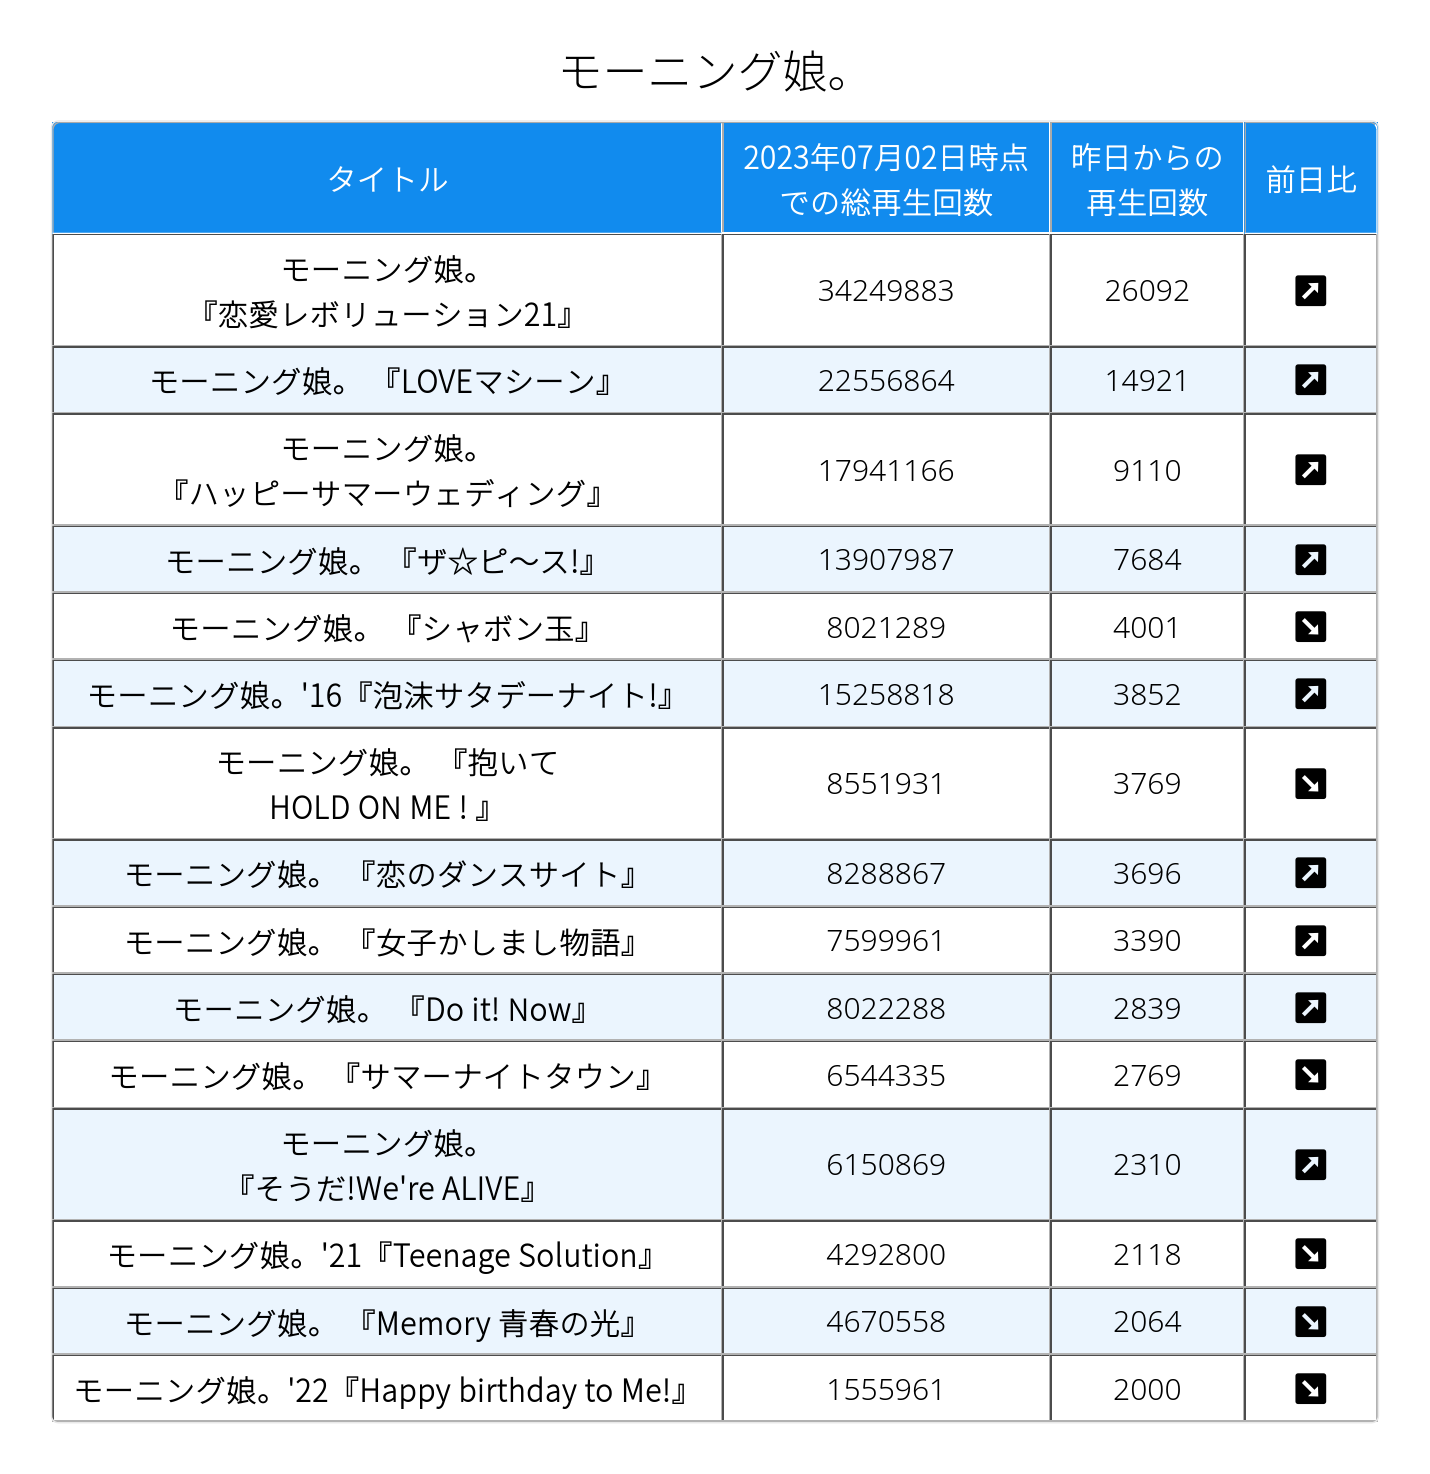 モーニング娘。
タイトル
2023年07月02日時点
での総再生回数
昨日からの
再生回数
前日比
モーニング娘。
『恋愛レボリューション21』
34249883
26092
モーニング娘。 『LOVEマシーン』
22556864
14921
モーニング娘。
『ハッピーサマーウェディング』
17941166
9110
モーニング娘。 『ザ☆ピ〜ス!』
13907987
7684
モーニング娘。 『シャボン玉』
8021289
4001
モーニング娘。'16『泡沫サタデーナイト!』
15258818
3852
モーニング娘。 『抱いて
HOLD ON ME ! 』
8551931
3769
モーニング娘。 『恋のダンスサイト』
8288867
3696
モーニング娘。 『女子かしまし物語』
7599961
3390
モーニング娘。 『Do it! Now』
8022288
2839
モーニング娘。 『サマーナイトタウン』
6544335
2769
モーニング娘。
『そうだ!We're ALIVE』
6150869
2310
モーニング娘。'21『Teenage Solution』
4292800
2118
モーニング娘。 『Memory 青春の光』
4670558
2064
モーニング娘。'22『Happy birthday to Me!』
1555961
2000